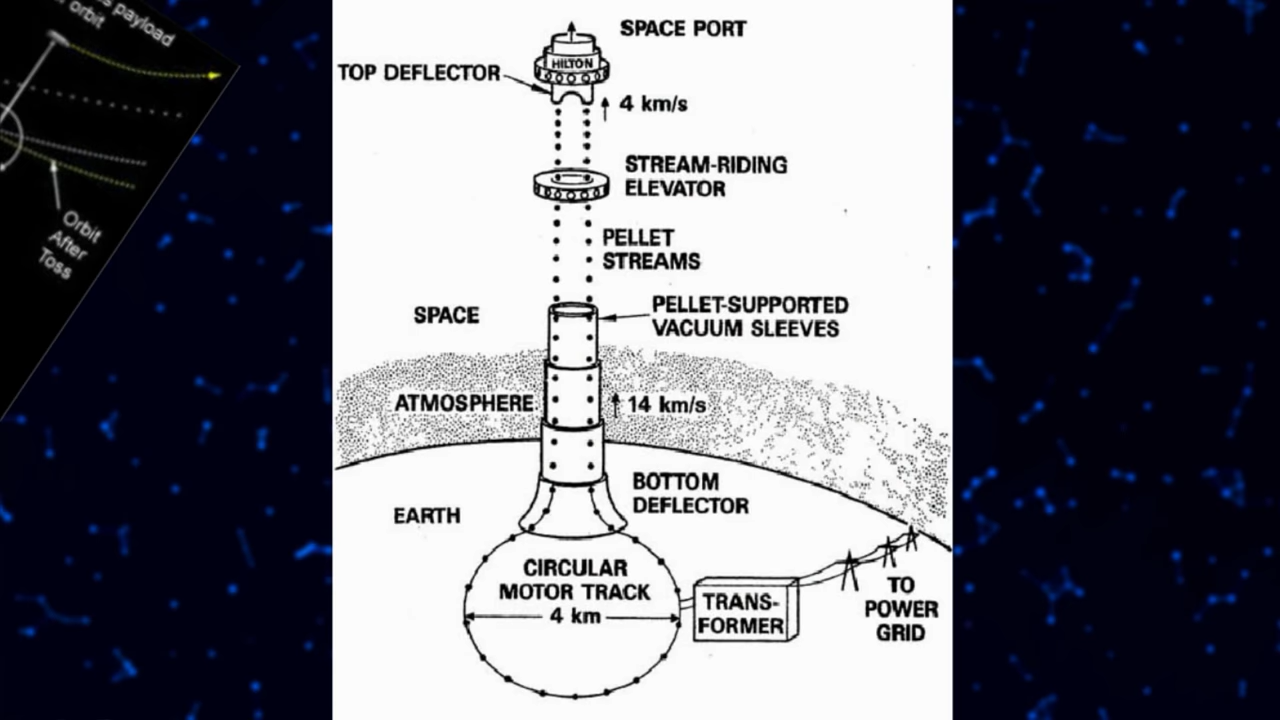 payload
orbit
Orbit
After
Toss
SPACE PORT
HILTON
TOP DEFLECTOR
4 km/s
STREAM-RIDING
ELEVATOR
PELLET
STREAMS
SPACE
PELLET-SUPPORTED
VACUUM SLEEVES
ATMOSPHERE
14 km/s
BOTTOM
DEFLECTOR
EARTH
CIRCULAR
MOTOR TRACK
4 km
TRANS-
FORMER
TO
POWER
GRID